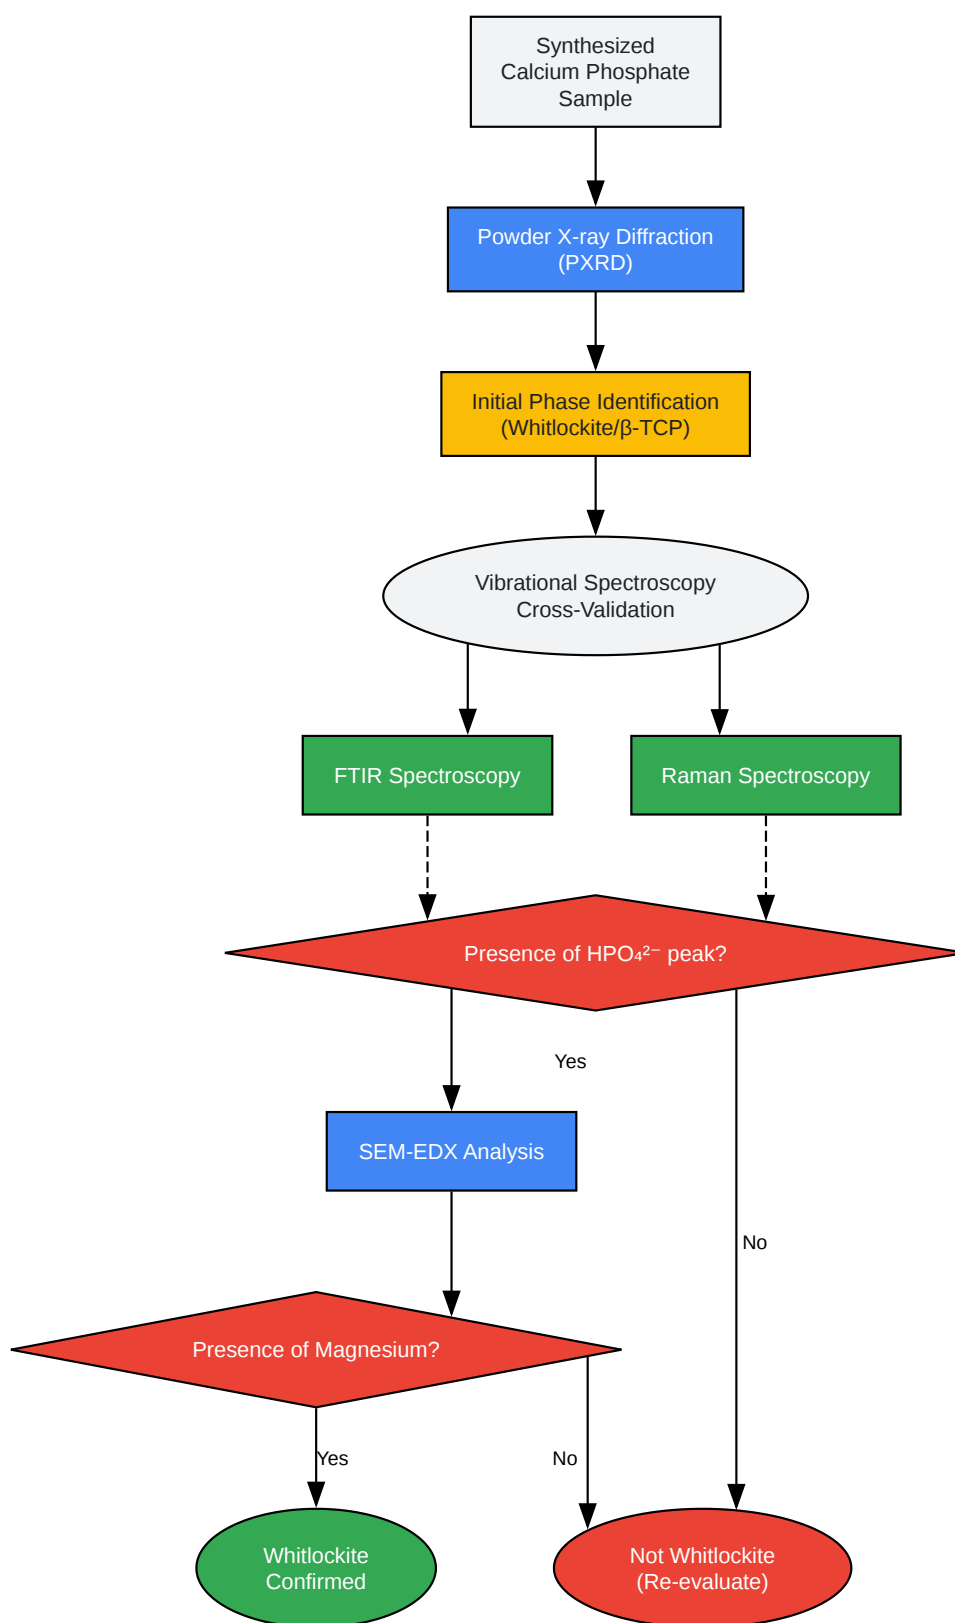 Synthesized
Calcium Phosphate
Sample
Powder X-ray Diffraction
(PXRD)
Initial Phase Identification
(Whitlockite/β-TCP)
Vibrational Spectroscopy
Cross-Validation
FTIR Spectroscopy
Raman Spectroscopy
Presence of HPO₄²⁻ peak?
Yes
SEM-EDX Analysis
No
Presence of Magnesium?
Yes
No
Whitlockite
Confirmed
Not Whitlockite
(Re-evaluate)